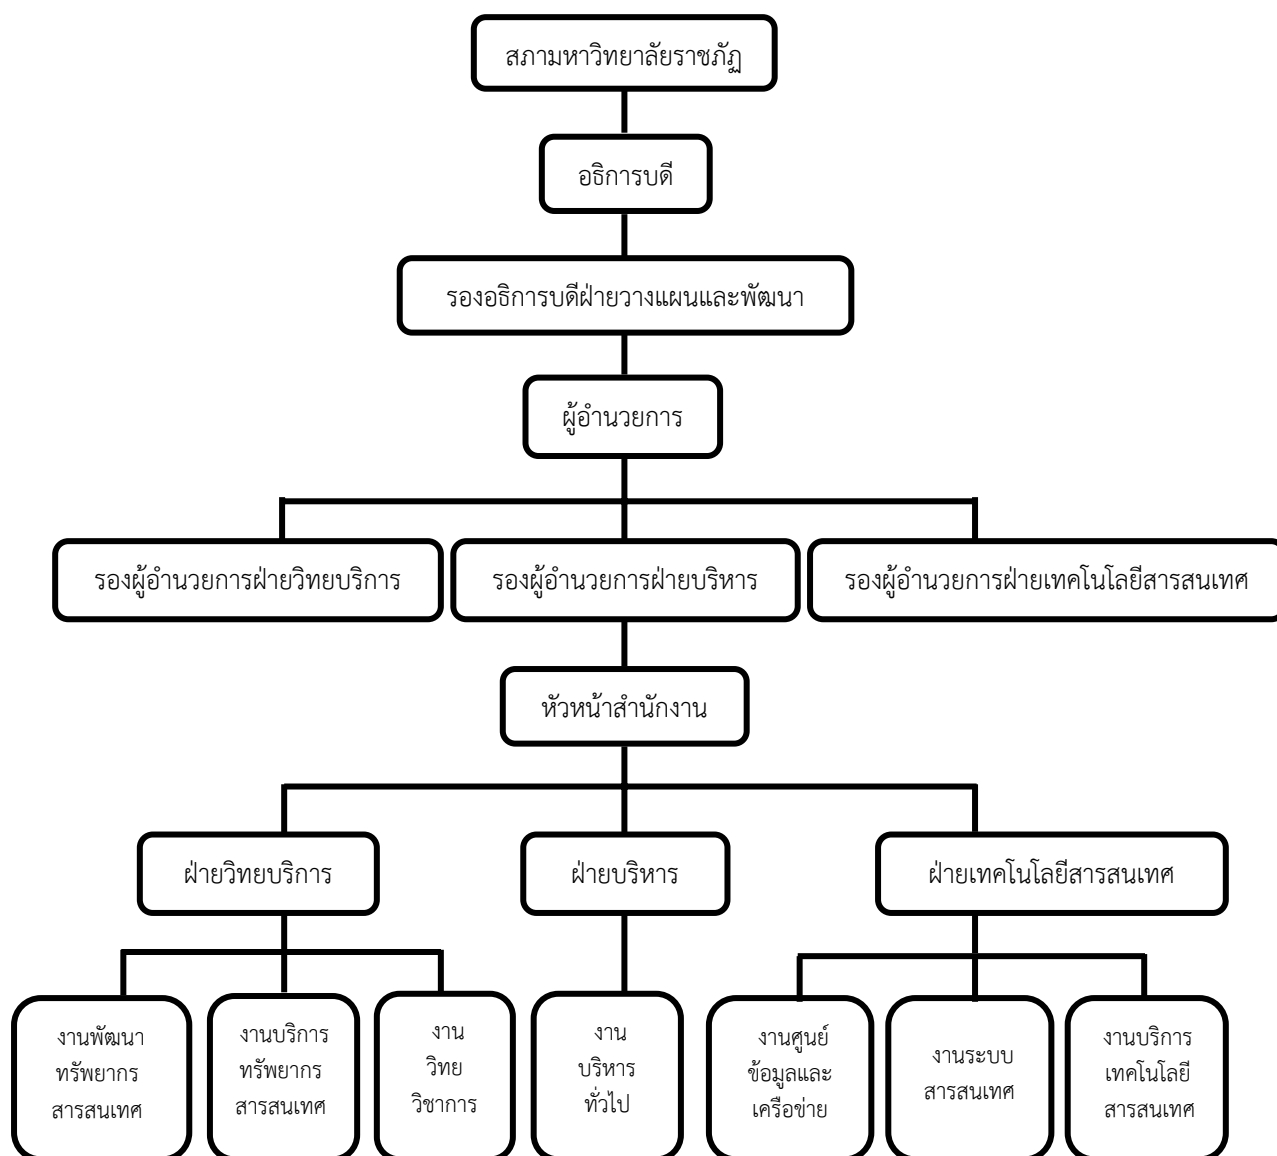 สภามหาวิทยาลัยราชภัฏ
อธิการบดี
รองอธิการบดีฝ่ายวางแผนและพัฒนา
ผู้อำนวยการ
รองผู้อำนวยการฝ่ายวิทยบริการ
รองผู้อำนวยการฝ่ายบริหาร
รองผู้อำนวยการฝ่ายเทคโนโลยีสารสนเทศ
หัวหน้าสำนักงาน
ฝ่ายวิทยบริการ
ฝ่ายบริหาร
ฝ่ายเทคโนโลยีสารสนเทศ
งานพัฒนา
ทรัพยากร
สารสนเทศ
งานบริการ
ทรัพยากร
สารสนเทศ
งาน
วิทย
วิชาการ
งาน
บริหาร
ทั่วไป
งานศูนย์
ข้อมูลและ
เครือข่าย
งานระบบ
สารสนเทศ
งานบริการ
เทคโนโลยี
สารสนเทศ